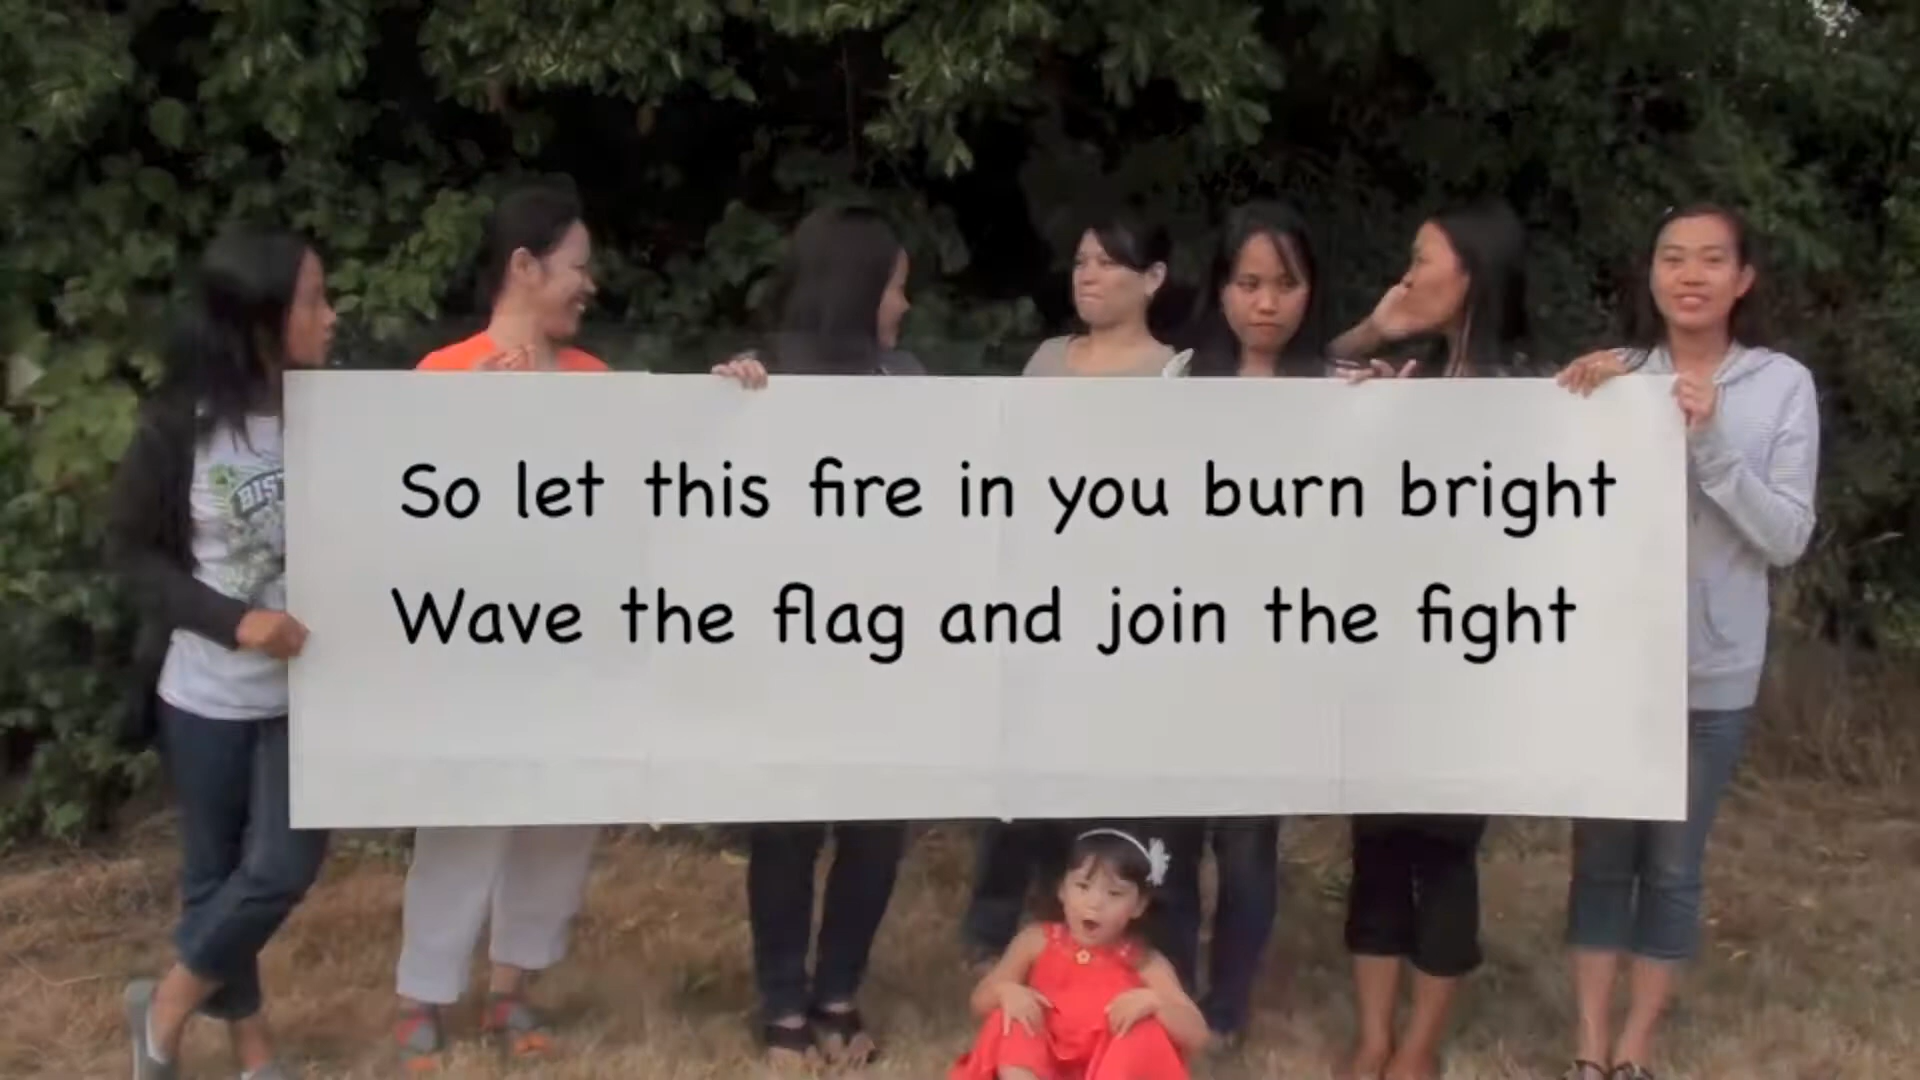 So let this fire in you burn bright
Wave the flag and join the fight